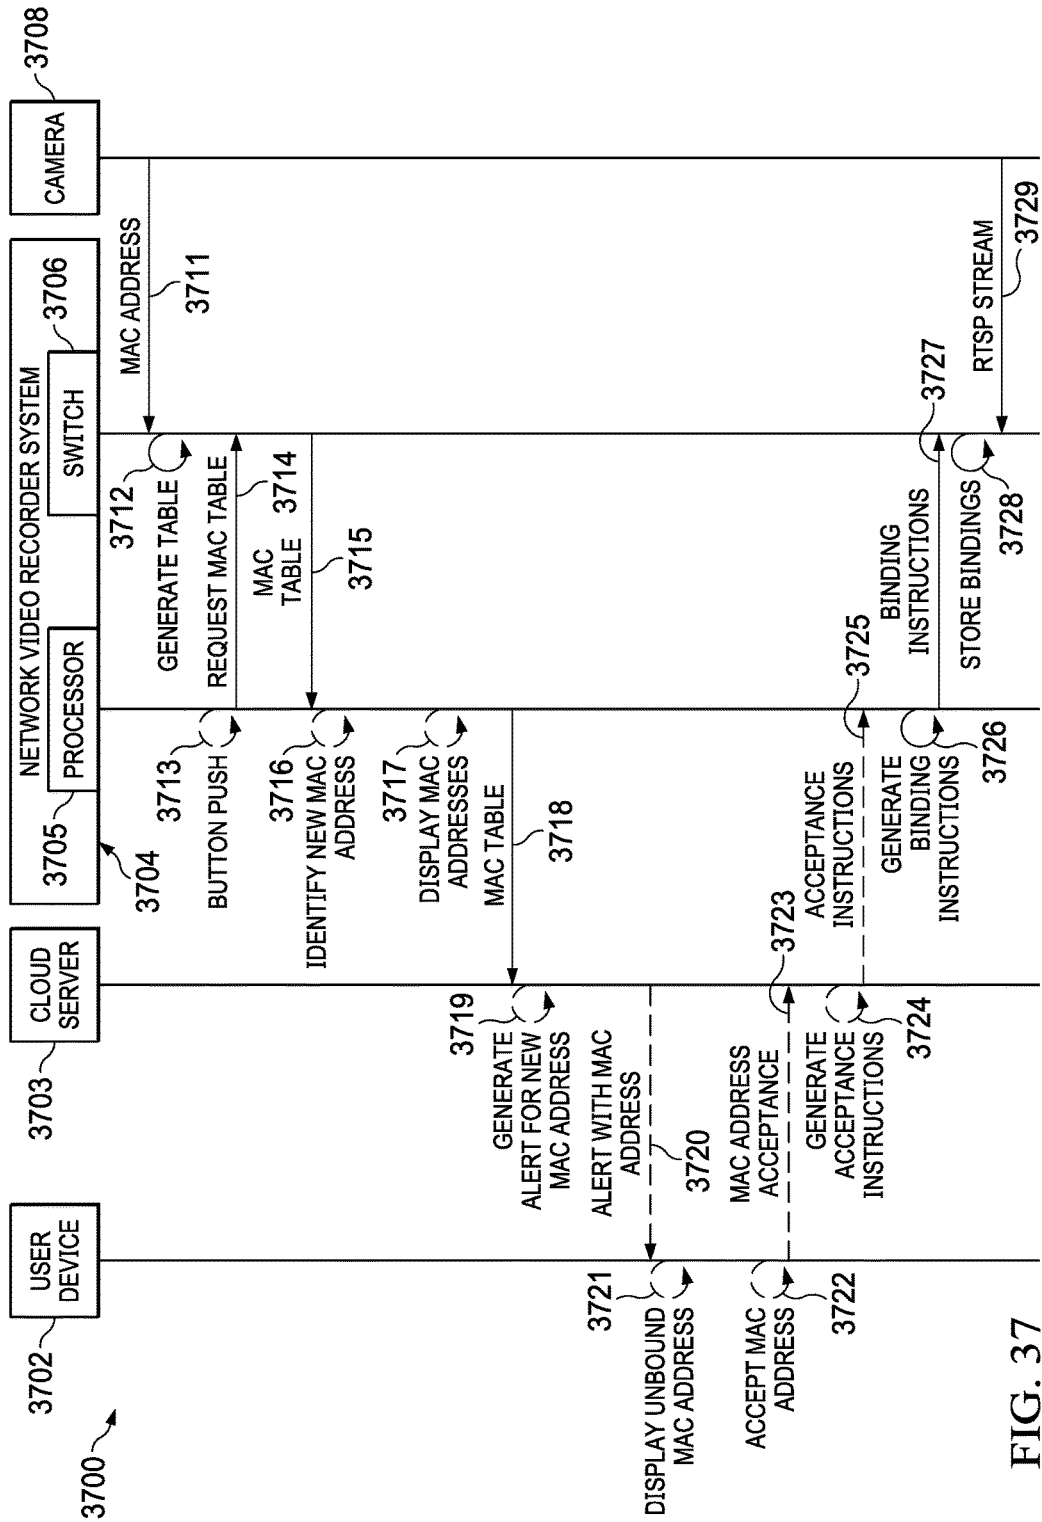 3700
3702
USER
DEVICE
3703
CLOUD
SERVER
3704
NETWORK VIDEO RECORDER SYSTEM
3705
PROCESSOR
3706
SWITCH
3708
CAMERA
MAC ADDRESS
3711
3712
GENERATE TABLE
3713
BUTTON PUSH
REQUEST MAC TABLE
3714
MAC
TABLE
3715
3716
IDENTIFY NEW MAC
ADDRESS
3717
DISPLAY MAC
ADDRESSES
MAC TABLE
3718
3719
GENERATE
ALERT FOR NEW
MAC ADDRESS
ALERT WITH MAC
ADDRESS
3720
3721
DISPLAY UNBOUND
MAC ADDRESS
ACCEPT MAC
ADDRESS
3722
MAC ADDRESS
ACCEPTANCE
3723
GENERATE
ACCEPTANCE
INSTRUCTIONS
3724
ACCEPTANCE
INSTRUCTIONS
3725
GENERATE
BINDING
INSTRUCTIONS
3726
BINDING
INSTRUCTIONS
3727
STORE BINDINGS
3728
RTSP STREAM
3729
FIG. 37